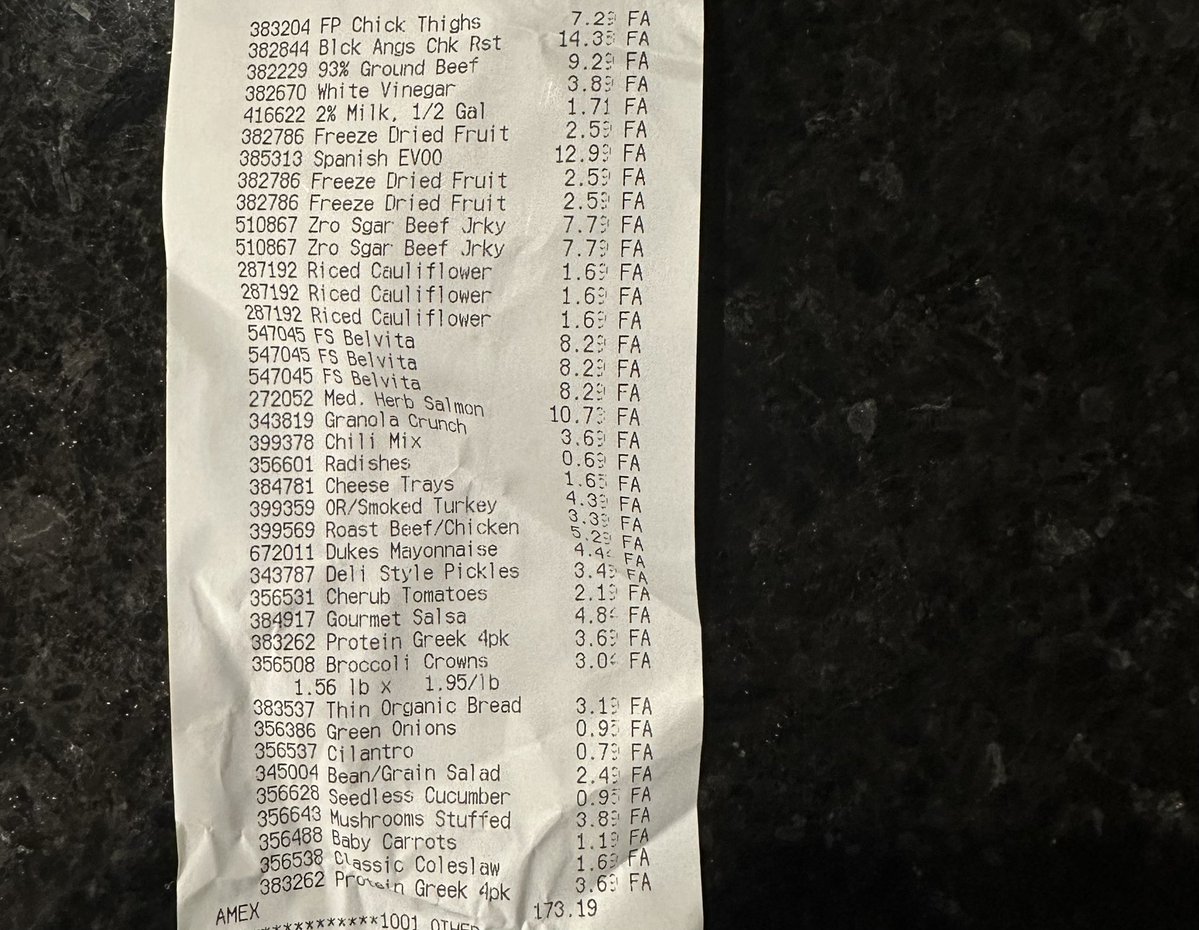 383204 FP Chick Thighs 7.29 FA
382844 Blck Angs Chk Rst FA
382229 93% Ground Beef 9.29 FA
382670 White Vinegar 3.89 FA
416622 2% Milk, 1/2 Gal 1.71 FA
382786 Freeze Dried Fruit 2.59 FA
385313 Spanish EVOO 12.99 FA
382786 Freeze Dried Fruit 2.59 FA
382786 Freeze Dried Fruit 2.59 FA
510867 Zro Sgar Beef Jrky 7.79 FA
510867 Zro Sgar Beef Jrky 7.79 FA
287192 Riced Cauliflower 1.69 FA
287192 Riced Cauliflower 1.69 FA
287192 Riced Cauliflower 1.69 FA
547045 FS Belvita 8.29 FA
547045 FS Belvita 8.29 FA
547045 FS Belvita 8.29 FA
272052 Med. Herb Salmon FA
343819 Granola Crunch 3.69 FA
399378 Chili Mix 0.69 FA
356601 Radishes 1.65 FA
384781 Cheese Trays 4.39 FA
399359 OR/Smoked Turkey 3.39 FA
399569 Roast Beef/Chicken 5.29 FA
672011 Dukes Mayonnaise 4.44 FA
343787 Deli Style Pickles 3.49 FA
356531 Cherub Tomatoes 2.19 FA
384917 Gourmet Salsa 4.84 FA
383262 Protein Greek 4pk 3.69 FA
356508 Broccoli Crowns 3.04 FA
1.56 lb x 1.95/lb
383537 Thin Organic Bread 3.19 FA
356386 Green Onions 0.95 FA
356537 Cilantro 0.79 FA
345004 Bean/Grain Salad 2.49 FA
356628 Seedless Cucumber 0.95 FA
356643 Mushrooms Stuffed 3.89 FA
356488 Baby Carrots 1.19 FA
356538 Classic Coleslaw 1.69 FA
383262 Protein Greek 4pk 3.69 FA
AMEX 173.19
***********1001 OTHER